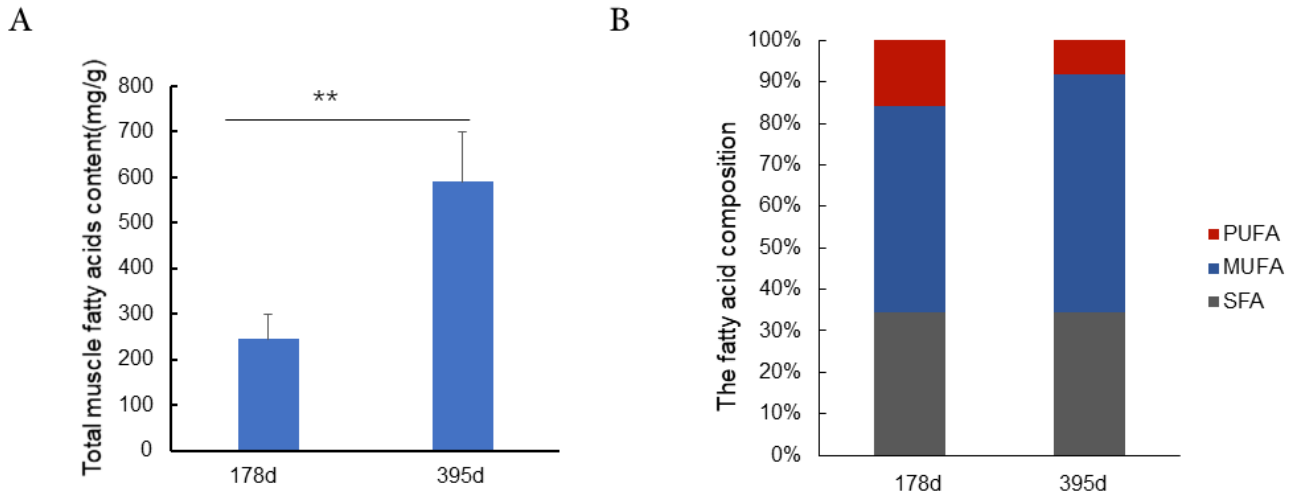 A
Total muscle fatty acids content(mg/g)
800
700
600
500
400
300
200
100
0
**
178d
395d
B
The fatty acid composition
100%
90%
80%
70%
60%
50%
40%
30%
20%
10%
0%
178d
395d
PUFA
MUFA
SFA